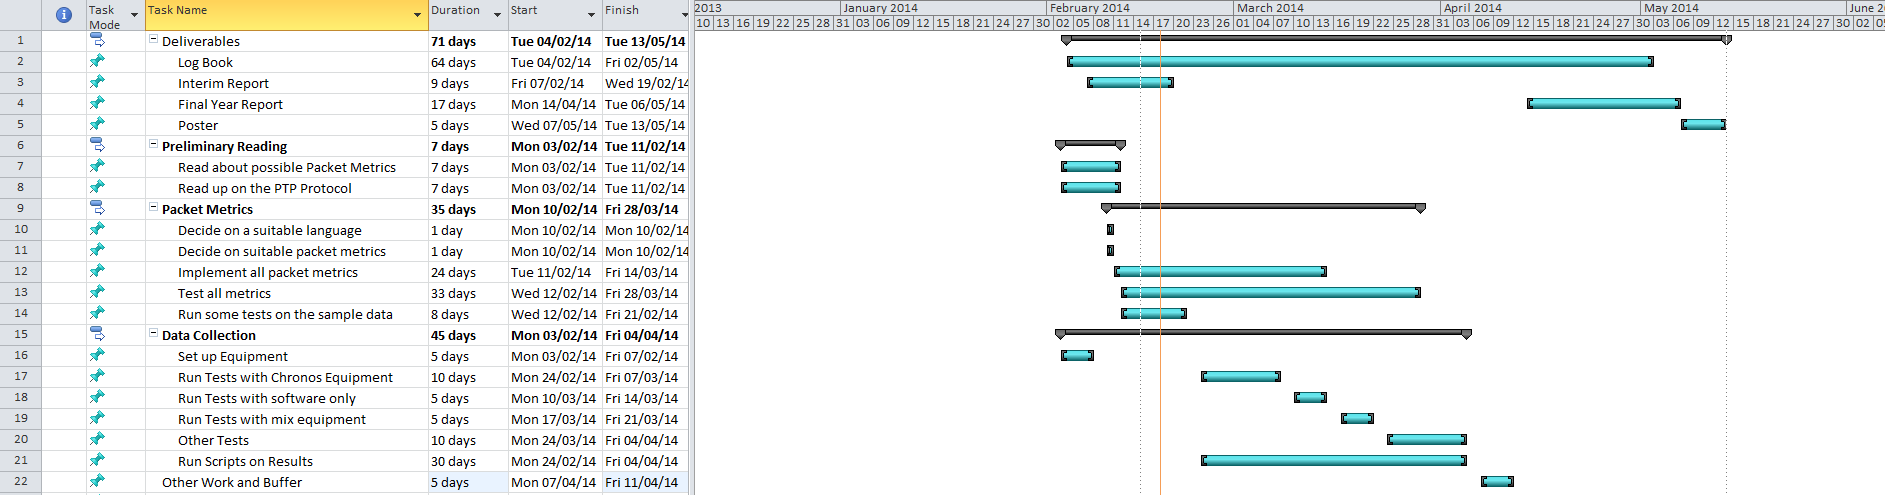 Task Mode Task Name Duration Start Finish 2013 January 2014 February 2014 March 2014 April 2014 May 2014 June 2
10 13 16 19 22 25 28 31 03 06 09 12 15 18 21 24 27 30 02 05 08 11 14 17 20 23 26 01 04 07 10 13 16 19 22 25 28 31 03 06 09 12 15 18 21 24 27 30 03 06 09 12 15 18 21 24 27 30 02 05
1 Deliverables 71 days Tue 04/02/14 Tue 13/05/14
2 Log Book 64 days Tue 04/02/14 Fri 02/05/14
3 Interim Report 9 days Fri 07/02/14 Wed 19/02/14
4 Final Year Report 17 days Mon 14/04/14 Tue 06/05/14
5 Poster 5 days Wed 07/05/14 Tue 13/05/14
6 Preliminary Reading 7 days Mon 03/02/14 Tue 11/02/14
7 Read about possible Packet Metrics 7 days Mon 03/02/14 Tue 11/02/14
8 Read up on the PTP Protocol 7 days Mon 03/02/14 Tue 11/02/14
9 Packet Metrics 35 days Mon 10/02/14 Fri 28/03/14
10 Decide on a suitable language 1 day Mon 10/02/14 Mon 10/02/14
11 Decide on suitable packet metrics 1 day Mon 10/02/14 Mon 10/02/14
12 Implement all packet metrics 24 days Tue 11/02/14 Fri 14/03/14
13 Test all metrics 33 days Wed 12/02/14 Fri 28/03/14
14 Run some tests on the sample data 8 days Wed 12/02/14 Fri 21/02/14
15 Data Collection 45 days Mon 03/02/14 Fri 04/04/14
16 Set up Equipment 5 days Mon 03/02/14 Fri 07/02/14
17 Run Tests with Chronos Equipment 10 days Mon 24/02/14 Fri 07/03/14
18 Run Tests with software only 5 days Mon 10/03/14 Fri 14/03/14
19 Run Tests with mix equipment 5 days Mon 17/03/14 Fri 21/03/14
20 Other Tests 10 days Mon 24/03/14 Fri 04/04/14
21 Run Scripts on Results 30 days Mon 24/02/14 Fri 04/04/14
22 Other Work and Buffer 5 days Mon 07/04/14 Fri 11/04/14